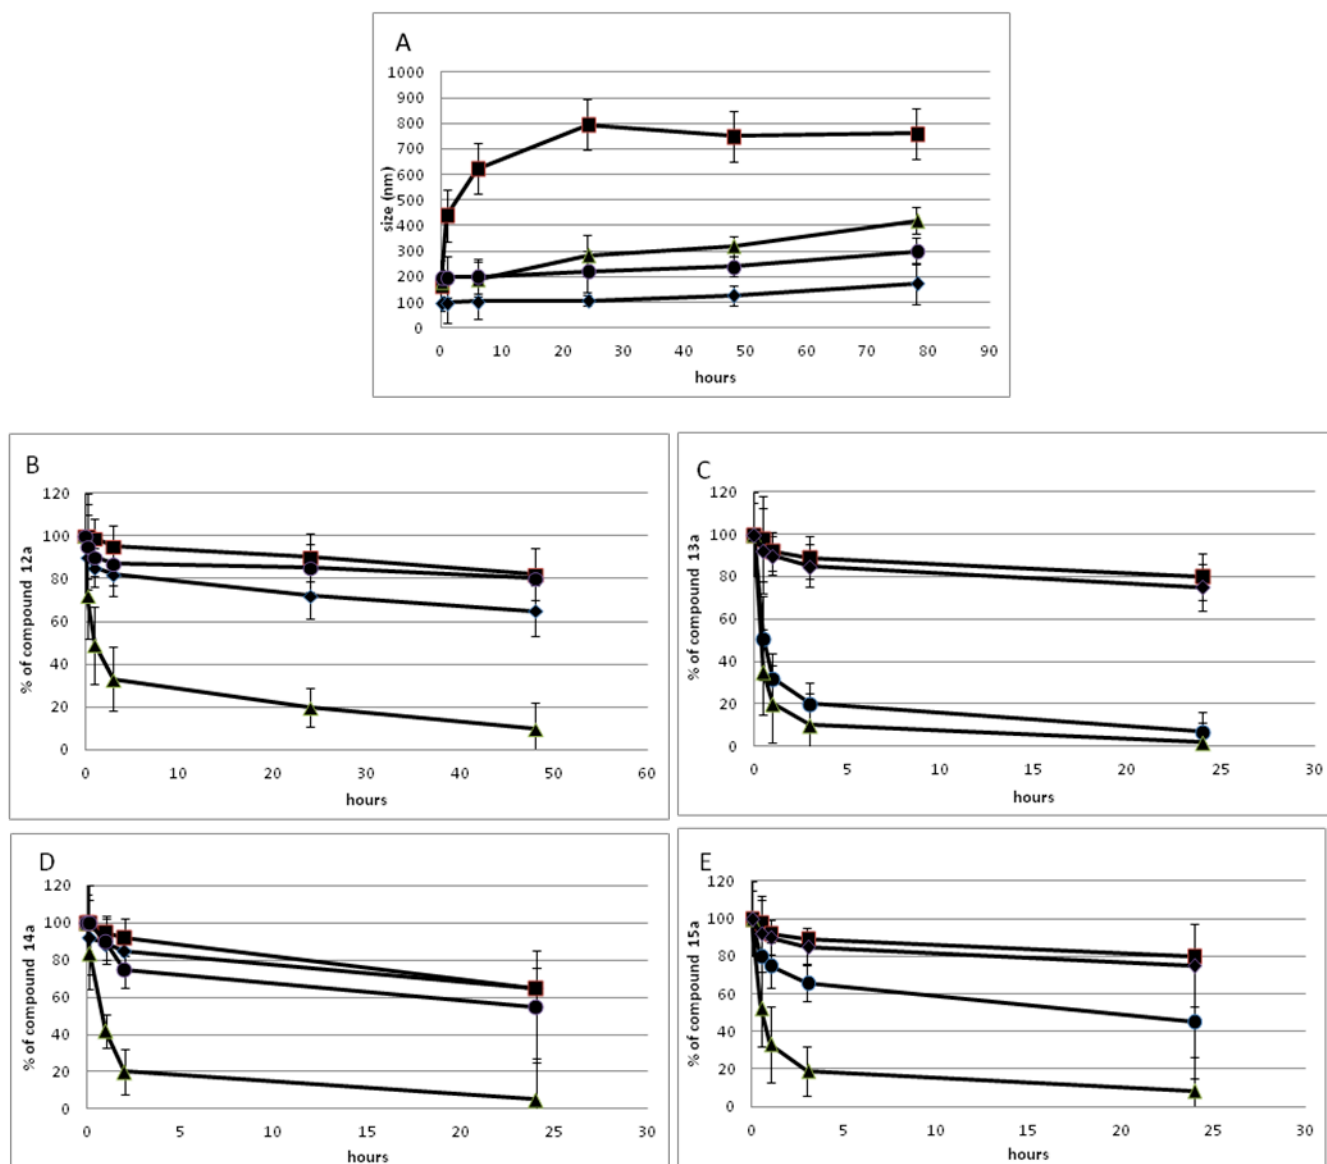 A
1000
900
800
700
600
500
400
300
200
100
0
size (nm)
0 10 20 30 40 50 60 70 80 90
hours
B
120
100
80
60
40
20
0
% of compound 12a
0 10 20 30 40 50 60
hours
C
120
100
80
60
40
20
0
% of compound 13a
0 5 10 15 20 25 30
hours
D
120
100
80
60
40
20
0
% of compound 14a
0 5 10 15 20 25 30
hours
E
120
100
80
60
40
20
0
% of compound 15a
0 5 10 15 20 25 30
hours